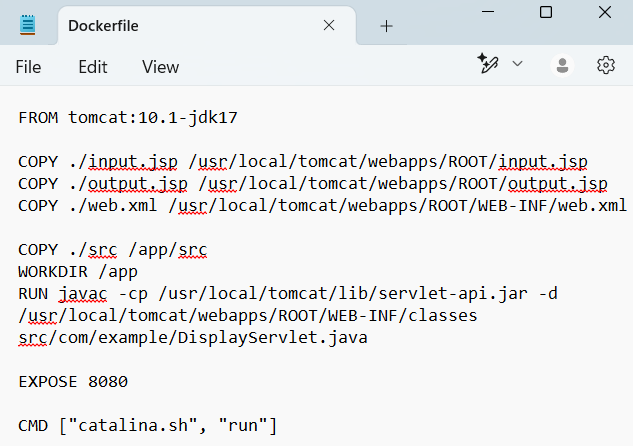 Dockerfile
File Edit View
FROM tomcat:10.1-jdk17
COPY ./input.jsp /usr/local/tomcat/webapps/ROOT/input.jsp
COPY ./output.jsp /usr/local/tomcat/webapps/ROOT/output.jsp
COPY ./web.xml /usr/local/tomcat/webapps/ROOT/WEB-INF/web.xml
COPY ./src /app/src
WORKDIR /app
RUN javac -cp /usr/local/tomcat/lib/servlet-api.jar -d
/usr/local/tomcat/webapps/ROOT/WEB-INF/classes
src/com/example/DisplayServlet.java
EXPOSE 8080
CMD ["catalina.sh", "run"]